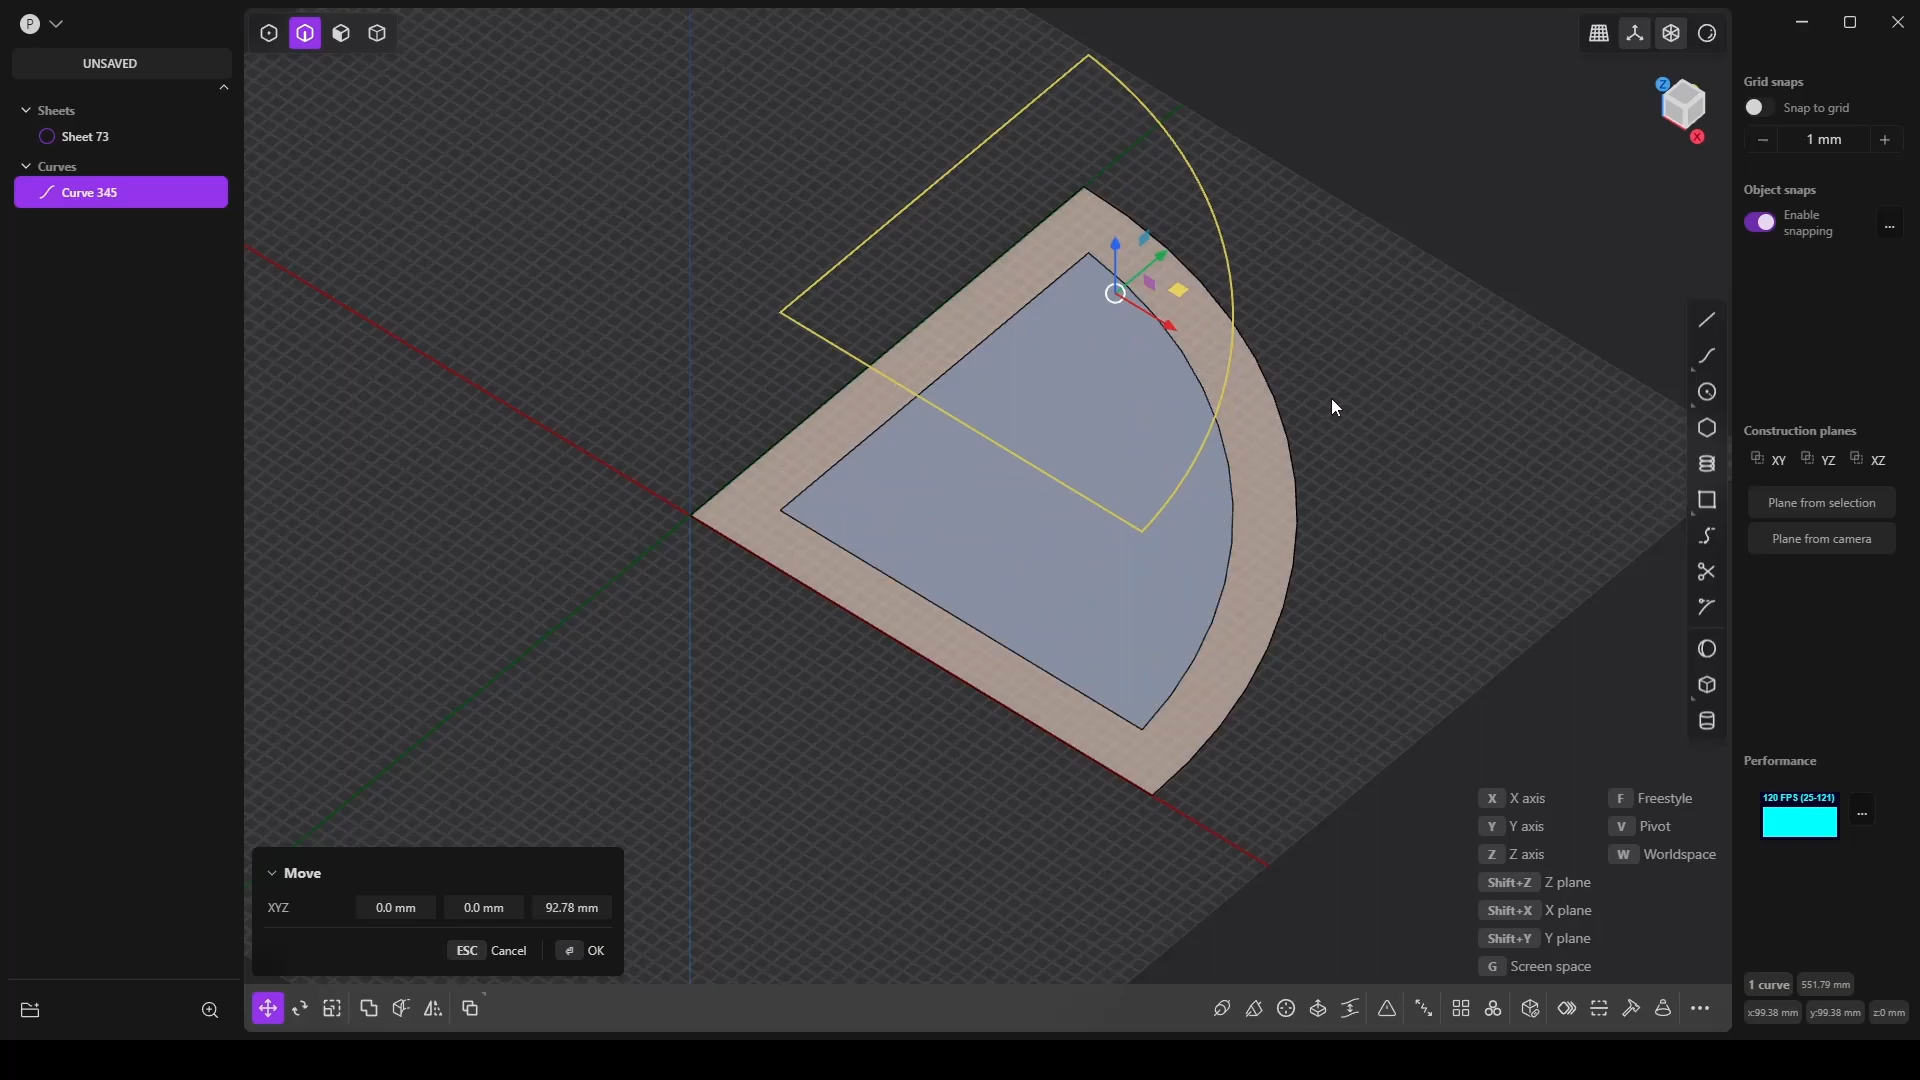 P
UNSAVED
Sheets
Sheet 73
Curves
Curve 345
Z
X
Grid snaps
Snap to grid
1 mm
Object snaps
Enable
snapping
...
Construction planes
XY
YZ
XZ
Plane from selection
Plane from camera
Performance
120 FPS (25-121)
...
X X axis
F Freestyle
Y Y axis
V Pivot
Z Z axis
W Worldspace
Shift+Z Z plane
Shift+X X plane
Shift+Y Y plane
G Screen space
Move
XYZ 0.0 mm 0.0 mm 92.78 mm
ESC Cancel OK
1 curve 551.79 mm
x:99.38 mm y:99.38 mm z:0 mm